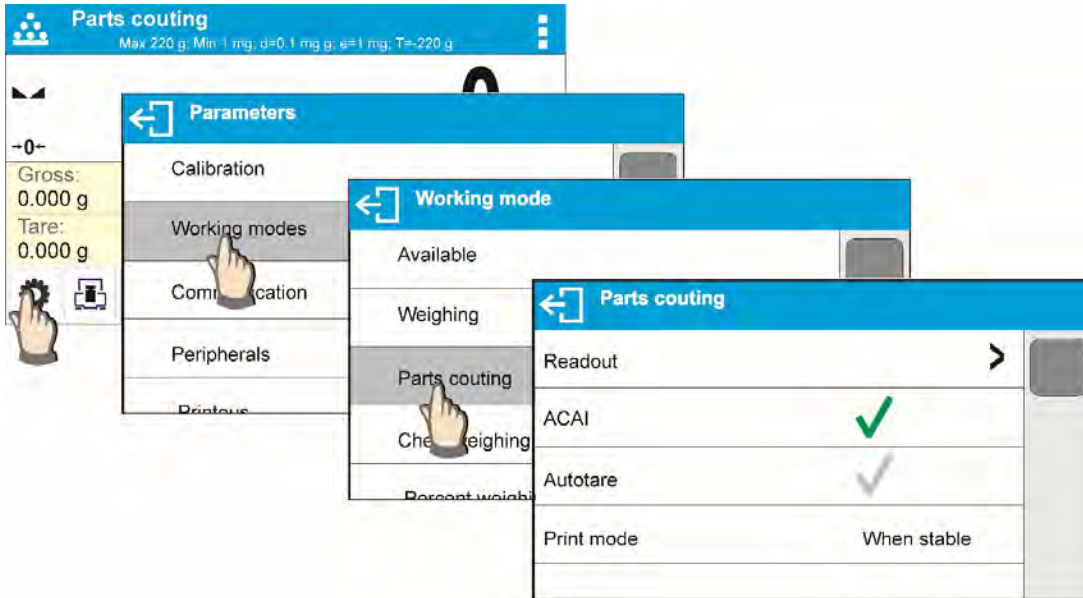 Parts couting
Max 220 g; Min 1 mg; d=0.1 mg g; e=1 mg; T=-220 g
0
→0←
Gross:
0.000 g
Tare:
0.000 g
Parameters
Calibration
Working modes
Peripherals
Working mode
Available
Weighing
Parts couting
Parts couting
Readout
ACAI
Autotare
Print mode When stable